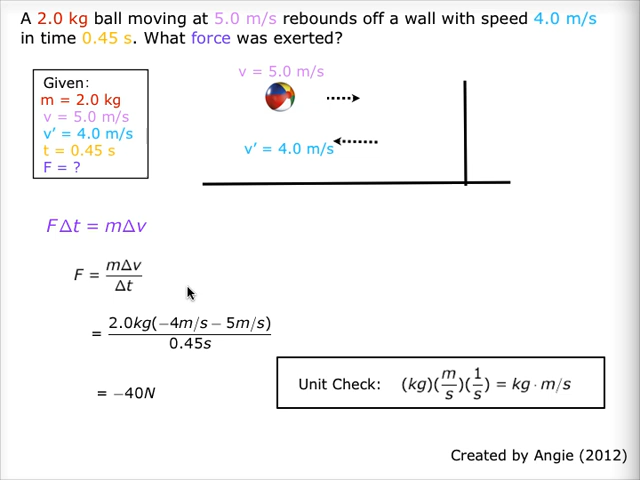 A 2.0 kg ball moving at 5.0 m/s rebounds off a wall with speed 4.0 m/s
in time 0.45 s. What force was exerted?
Given:
m = 2.0 kg
v = 5.0 m/s
v’ = 4.0 m/s
t = 0.45 s
F = ?
v = 5.0 m/s
v’ = 4.0 m/s
FΔt = mΔv
F = mΔv / Δt
= 2.0kg(−4m/s − 5m/s) / 0.45s
= −40N
Unit Check: (kg)(m/s)(1/s) = kg · m/s
Created by Angie (2012)